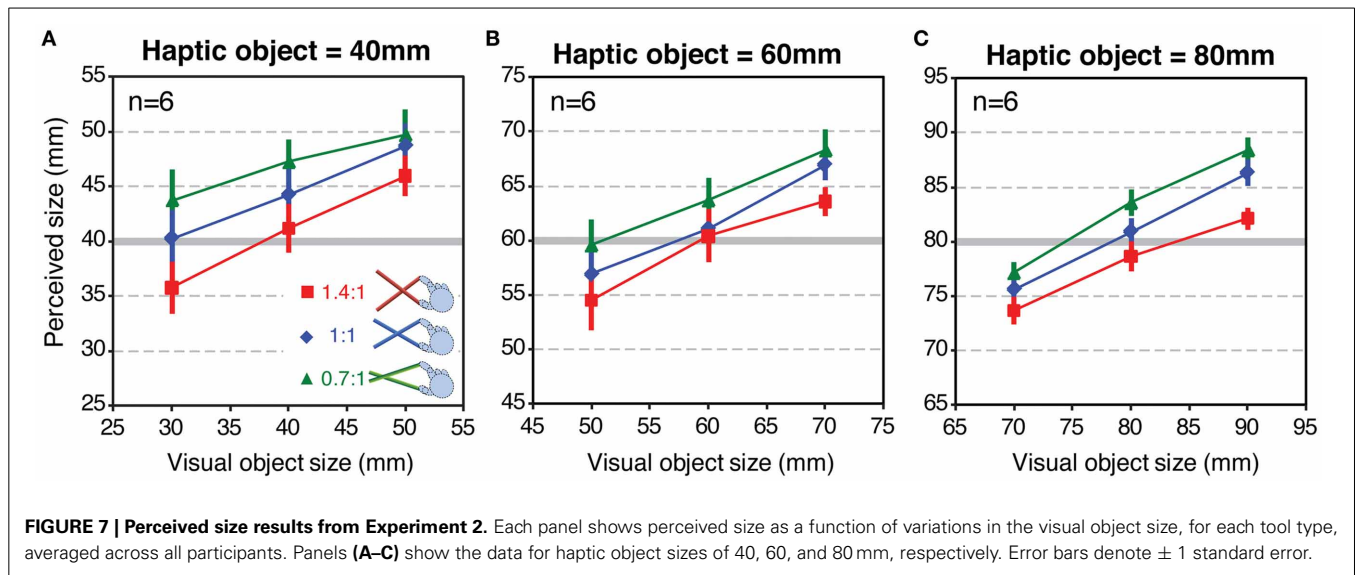 A
Haptic object = 40mm
n=6
Perceived size (mm)
55
50
45
40
35
30
25
1.4:1
1:1
0.7:1
25 30 35 40 45 50 55
Visual object size (mm)
B
Haptic object = 60mm
n=6
75
70
65
60
55
50
45
45 50 55 60 65 70 75
Visual object size (mm)
C
Haptic object = 80mm
n=6
95
90
85
80
75
70
65
65 70 75 80 85 90 95
Visual object size (mm)
FIGURE 7 | Perceived size results from Experiment 2. Each panel shows perceived size as a function of variations in the visual object size, for each tool type,
averaged across all participants. Panels (A–C) show the data for haptic object sizes of 40, 60, and 80 mm, respectively. Error bars denote ± 1 standard error.